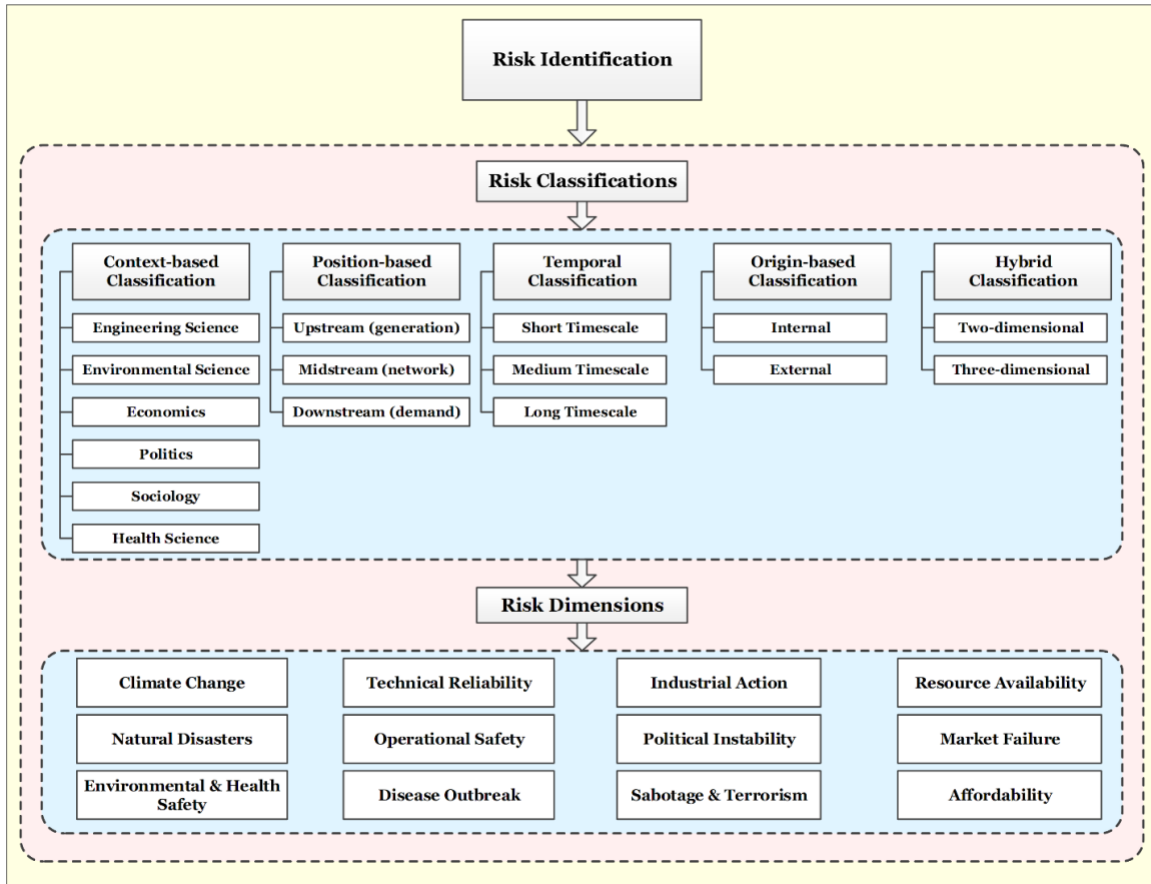 Risk Identification
Risk Classifications
Context-based
Classification
Engineering Science
Environmental Science
Economics
Politics
Sociology
Health Science
Position-based
Classification
Upstream (generation)
Midstream (network)
Downstream (demand)
Temporal
Classification
Short Timescale
Medium Timescale
Long Timescale
Origin-based
Classification
Internal
External
Hybrid
Classification
Two-dimensional
Three-dimensional
Risk Dimensions
Climate Change
Technical Reliability
Industrial Action
Resource Availability
Natural Disasters
Operational Safety
Political Instability
Market Failure
Environmental & Health
Safety
Disease Outbreak
Sabotage & Terrorism
Affordability